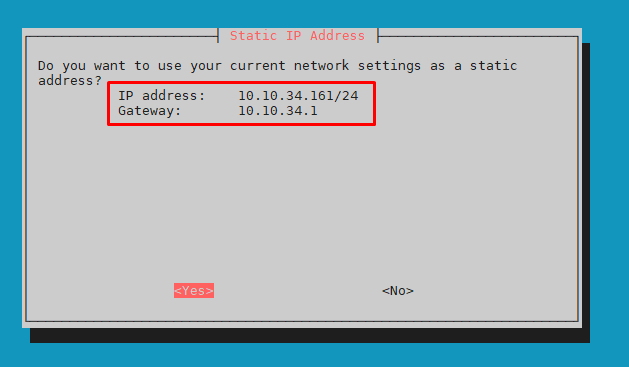 Static IP Address
Do you want to use your current network settings as a static
address?
IP address:    10.10.34.161/24
Gateway:       10.10.34.1
<Yes>                     <No>